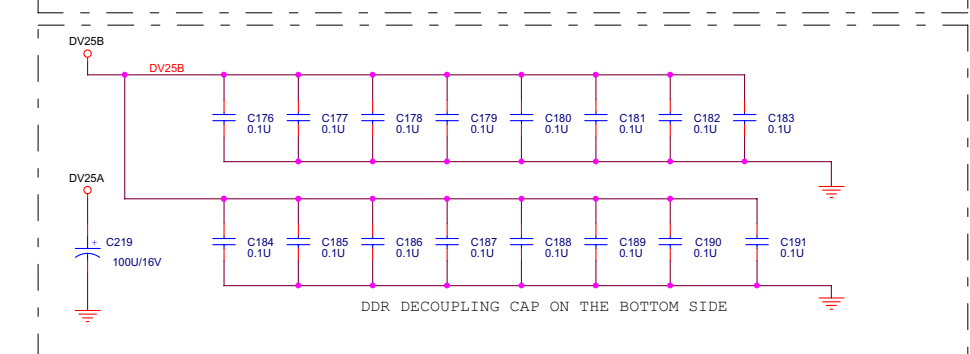 DV25B
DV25B
C176 C177 C178 C179 C180 C181 C182 C183
0.1U 0.1U 0.1U 0.1U 0.1U 0.1U 0.1U 0.1U
DV25A
C219
+
100U/16V
C184 C185 C186 C187 C188 C189 C190 C191
0.1U 0.1U 0.1U 0.1U 0.1U 0.1U 0.1U 0.1U
DDR DECOUPLING CAP ON THE BOTTOM SIDE